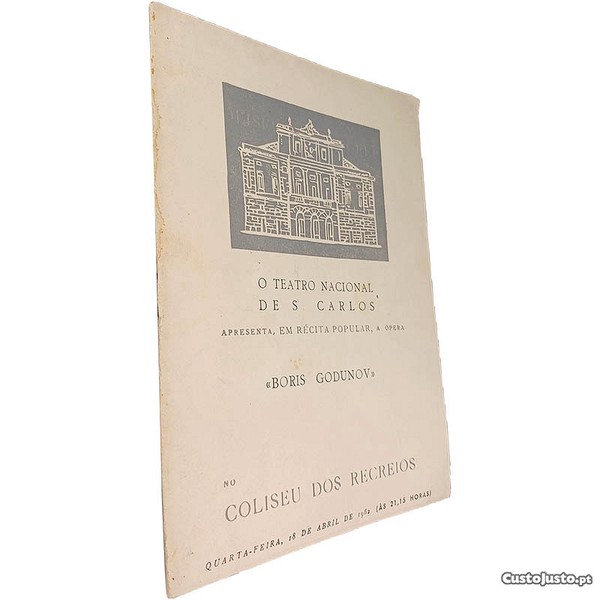 O TEATRO NACIONAL
DE S. CARLOS
APRESENTA, EM RÉCITA POPULAR, A OPERA
«BORIS GODUNOV»
NO
COLISEU DOS RECREIOS
QUARTA-FEIRA, 18 DE ABRIL DE 1962 (ÀS 21,15 HORAS)
CustoJusto.pt